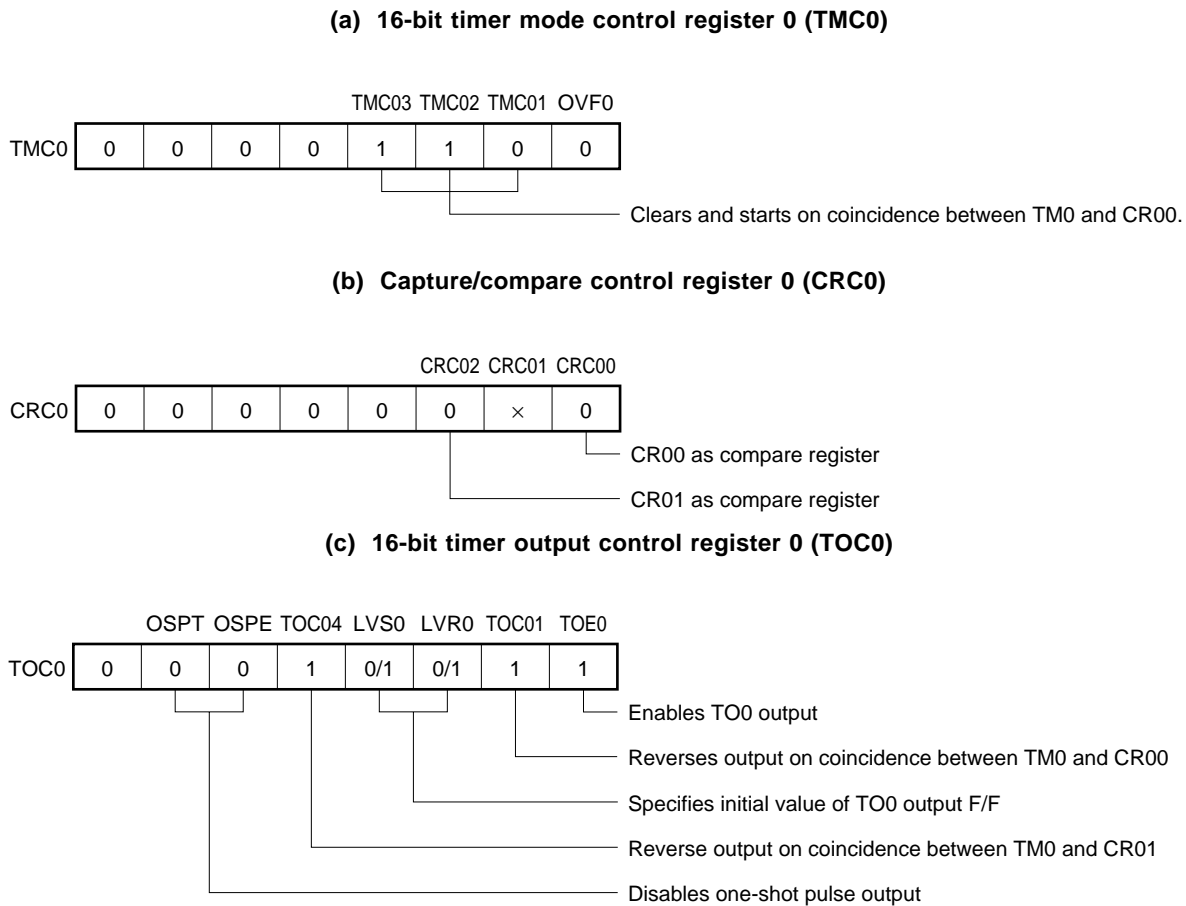 (a) 16-bit timer mode control register 0 (TMC0)
TMC03 TMC02 TMC01 OVF0
TMC0 0 0 0 0 1 1 0 0
Clears and starts on coincidence between TM0 and CR00.
(b) Capture/compare control register 0 (CRC0)
CRC02 CRC01 CRC00
CRC0 0 0 0 0 0 0 × 0
CR00 as compare register
CR01 as compare register
(c) 16-bit timer output control register 0 (TOC0)
OSPT OSPE TOC04 LVS0 LVR0 TOC01 TOE0
TOC0 0 0 0 1 0/1 0/1 1 1
Enables TO0 output
Reverses output on coincidence between TM0 and CR00
Specifies initial value of TO0 output F/F
Reverse output on coincidence between TM0 and CR01
Disables one-shot pulse output